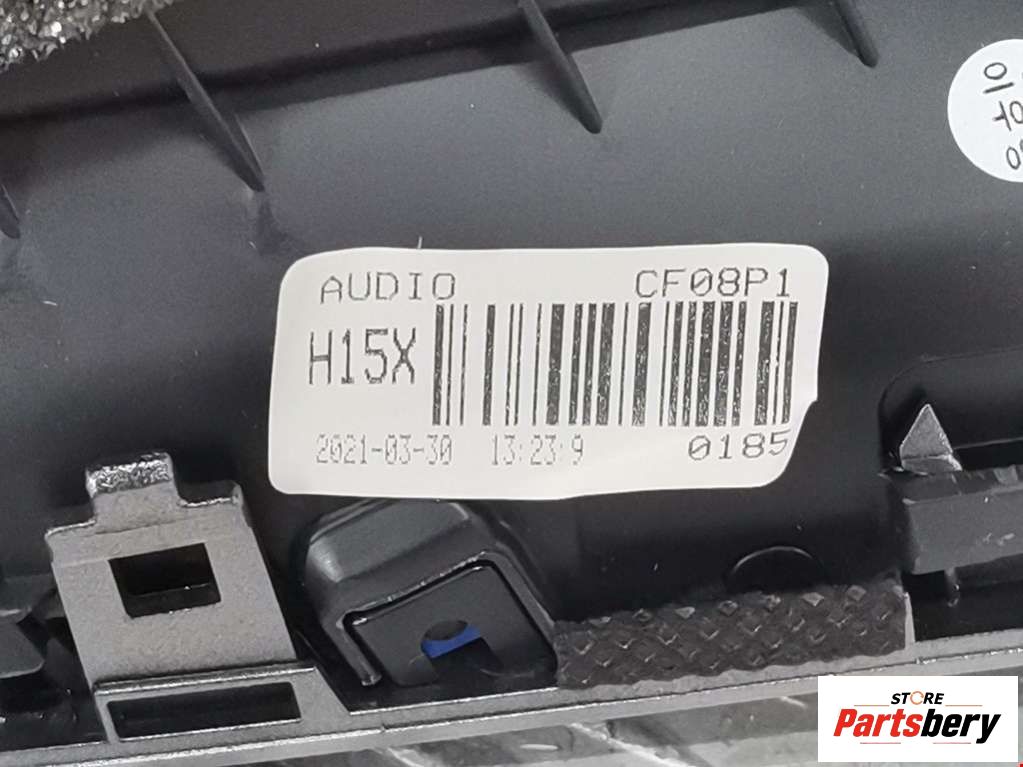 AUDIO CF08P1
H15X
2021-03-30 13:23:9 0185
STORE
Partsbery